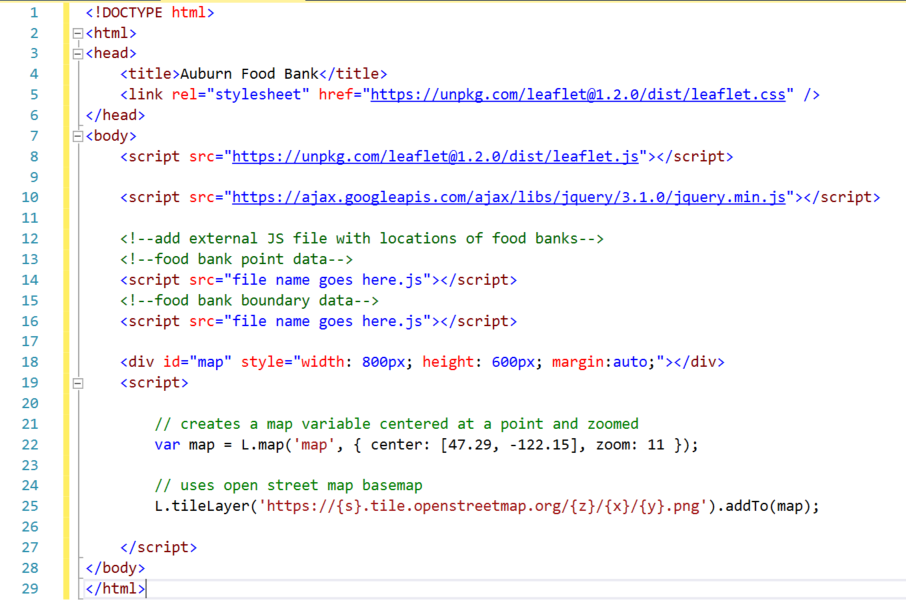 1 <!DOCTYPE html>
2 <html>
3 <head>
4 <title>Auburn Food Bank</title>
5 <link rel="stylesheet" href="https://unpkg.com/leaflet@1.2.0/dist/leaflet.css" />
6 </head>
7 <body>
8 <script src="https://unpkg.com/leaflet@1.2.0/dist/leaflet.js"></script>
9
10 <script src="https://ajax.googleapis.com/ajax/libs/jquery/3.1.0/jquery.min.js"></script>
11
12 <!--add external JS file with locations of food banks-->
13 <!--food bank point data-->
14 <script src="file name goes here.js"></script>
15 <!--food bank boundary data-->
16 <script src="file name goes here.js"></script>
17
18 <div id="map" style="width: 800px; height: 600px; margin:auto;"></div>
19 <script>
20
21 // creates a map variable centered at a point and zoomed
22 var map = L.map('map', { center: [47.29, -122.15], zoom: 11 });
23
24 // uses open street map basemap
25 L.tileLayer('https://{s}.tile.openstreetmap.org/{z}/{x}/{y}.png').addTo(map);
26
27 </script>
28 </body>
29 </html>